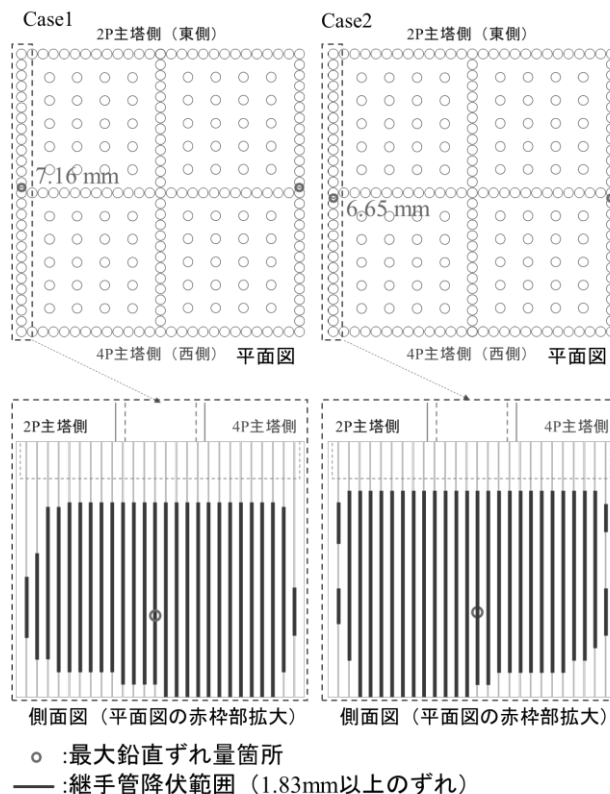 Case1
2P主塔側（東側）
7.16 mm
4P主塔側（西側）
平面図
Case2
2P主塔側（東側）
6.65 mm
4P主塔側（西側）
平面図
2P主塔側
4P主塔側
側面図（平面図の赤枠部拡大）
2P主塔側
4P主塔側
側面図（平面図の赤枠部拡大）
:最大鉛直ずれ量箇所
:継手管降伏範囲（1.83mm以上のずれ）